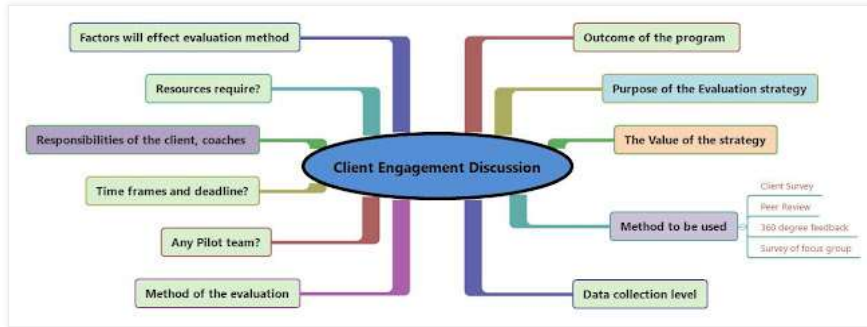 Factors will effect evaluation method
Resources require?
Responsibilities of the client, coaches
Time frames and deadline?
Any Pilot team?
Method of the evaluation
Client Engagement Discussion
Outcome of the program
Purpose of the Evaluation strategy
The Value of the strategy
Method to be used
Client Survey
Peer Review
360 degree feedback
Survey of focus group
Data collection level